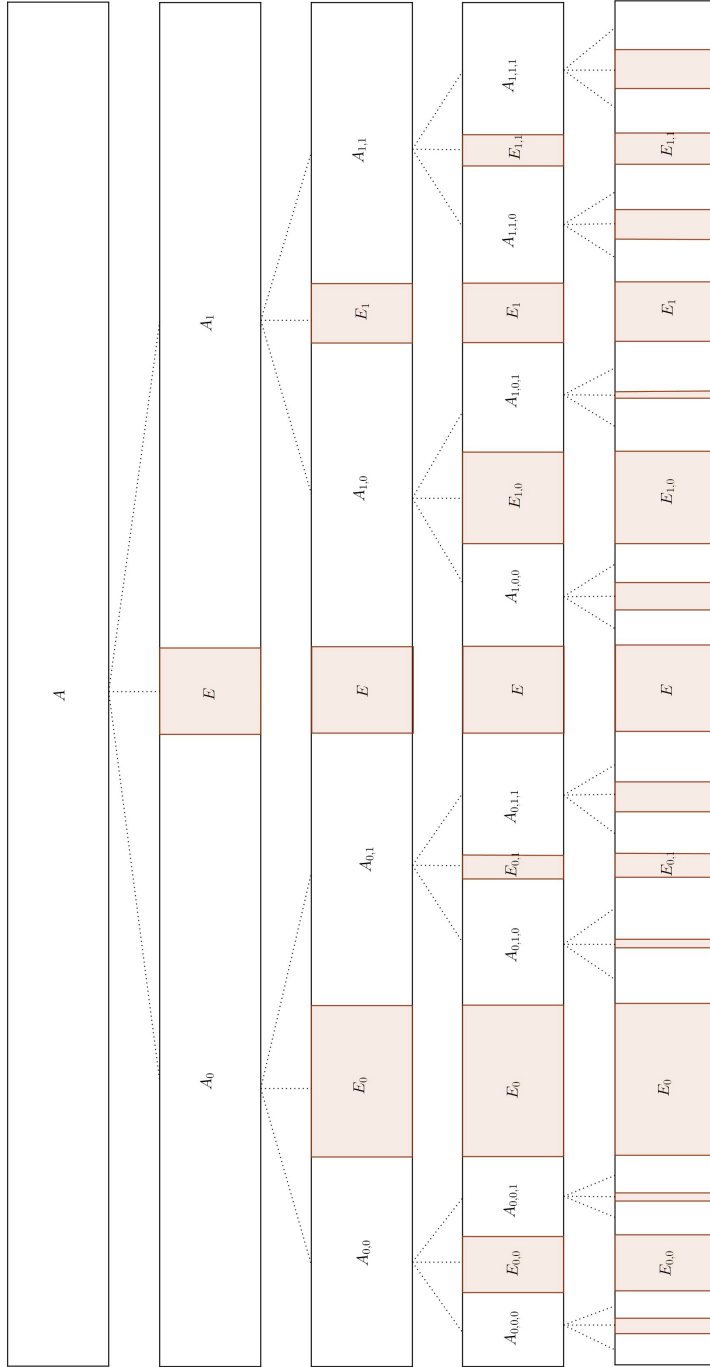 A
A_0 E A_1
A_{0,0} E_0 A_{0,1} E A_{1,0} E_1 A_{1,1}
A_{0,0,0} E_{0,0} A_{0,0,1} E_0 A_{0,1,0} E_{0,1} A_{0,1,1} E A_{1,0,0} E_{1,0} A_{1,0,1} E_1 A_{1,1,0} E_{1,1} A_{1,1,1}
E_{0,0} E_0 E_{0,1} E E_{1,0} E_1 E_{1,1}